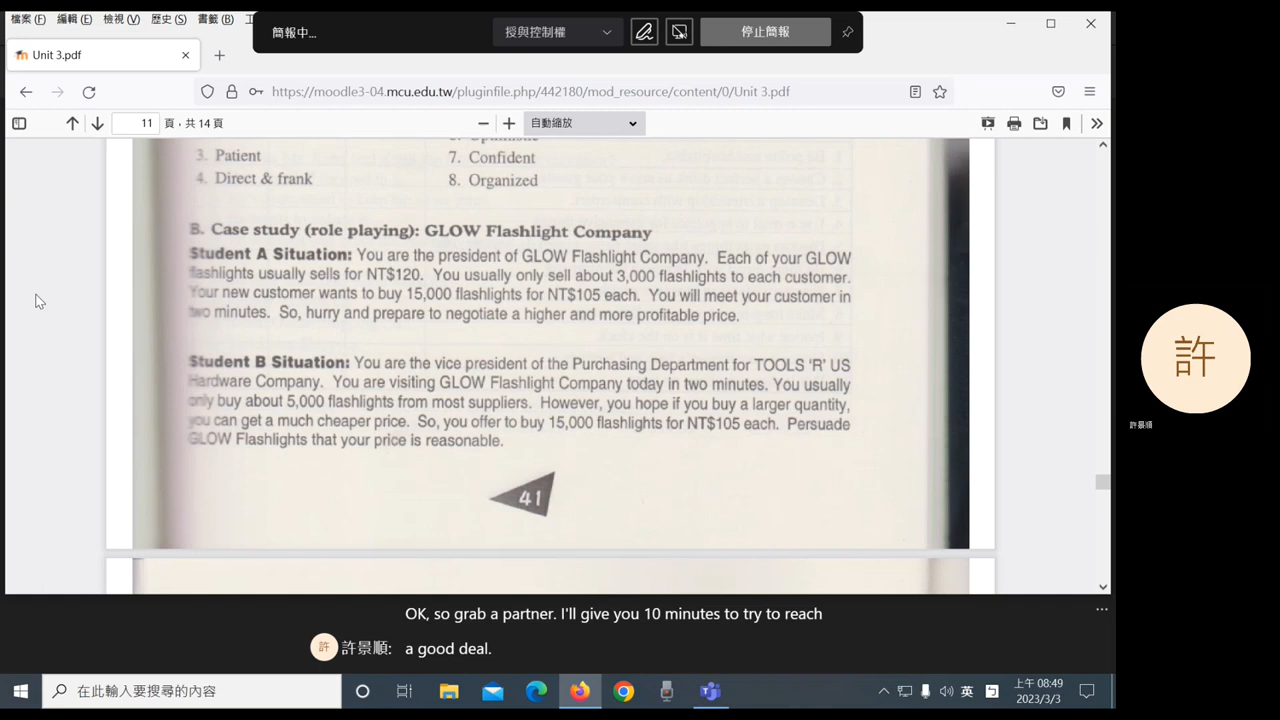 檔案(F) 編輯(E) 檢視(V) 歷史(S) 書籤(B)
簡報中...
授與控制權
停止簡報
Unit 3.pdf
https://moodle3-04.mcu.edu.tw/pluginfile.php/442180/mod_resource/content/0/Unit 3.pdf
11 頁，共 14 頁
自動縮放
3. Patient
7. Confident
4. Direct & frank
8. Organized
B. Case study (role playing): GLOW Flashlight Company
Student A Situation: You are the president of GLOW Flashlight Company. Each of your GLOW
flashlights usually sells for NT$120. You usually only sell about 3,000 flashlights to each customer.
Your new customer wants to buy 15,000 flashlights for NT$105 each. You will meet your customer in
two minutes. So, hurry and prepare to negotiate a higher and more profitable price.
Student B Situation: You are the vice president of the Purchasing Department for TOOLS 'R' US
Hardware Company. You are visiting GLOW Flashlight Company today in two minutes. You usually
only buy about 5,000 flashlights from most suppliers. However, you hope if you buy a larger quantity,
you can get a much cheaper price. So, you offer to buy 15,000 flashlights for NT$105 each. Persuade
GLOW Flashlights that your price is reasonable.
41
許
許景順
OK, so grab a partner. I'll give you 10 minutes to try to reach
許 許景順: a good deal.
在此輸入要搜尋的內容
英
上午 08:49
2023/3/3